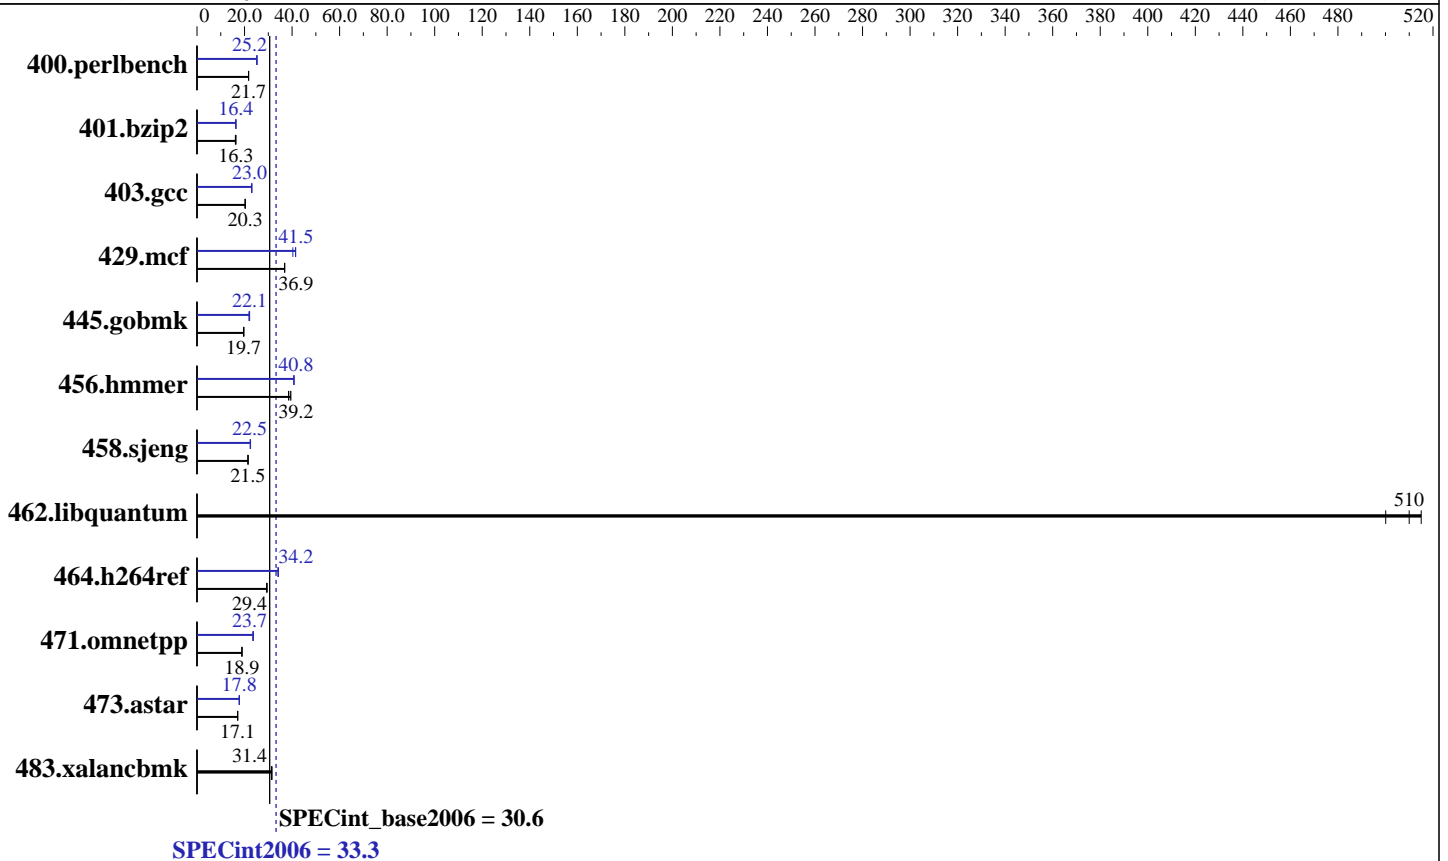 0 20.0 40.0 60.0 80.0 100 120 140 160 180 200 220 240 260 280 300 320 340 360 380 400 420 440 460 480 520
400.perlbench
25.2
21.7
401.bzip2
16.4
16.3
403.gcc
23.0
20.3
429.mcf
41.5
36.9
445.gobmk
22.1
19.7
456.hmmer
40.8
39.2
458.sjeng
22.5
21.5
462.libquantum
510
464.h264ref
34.2
29.4
471.omnetpp
23.7
18.9
473.astar
17.8
17.1
483.xalancbmk
31.4
SPECint_base2006 = 30.6
SPECint2006 = 33.3